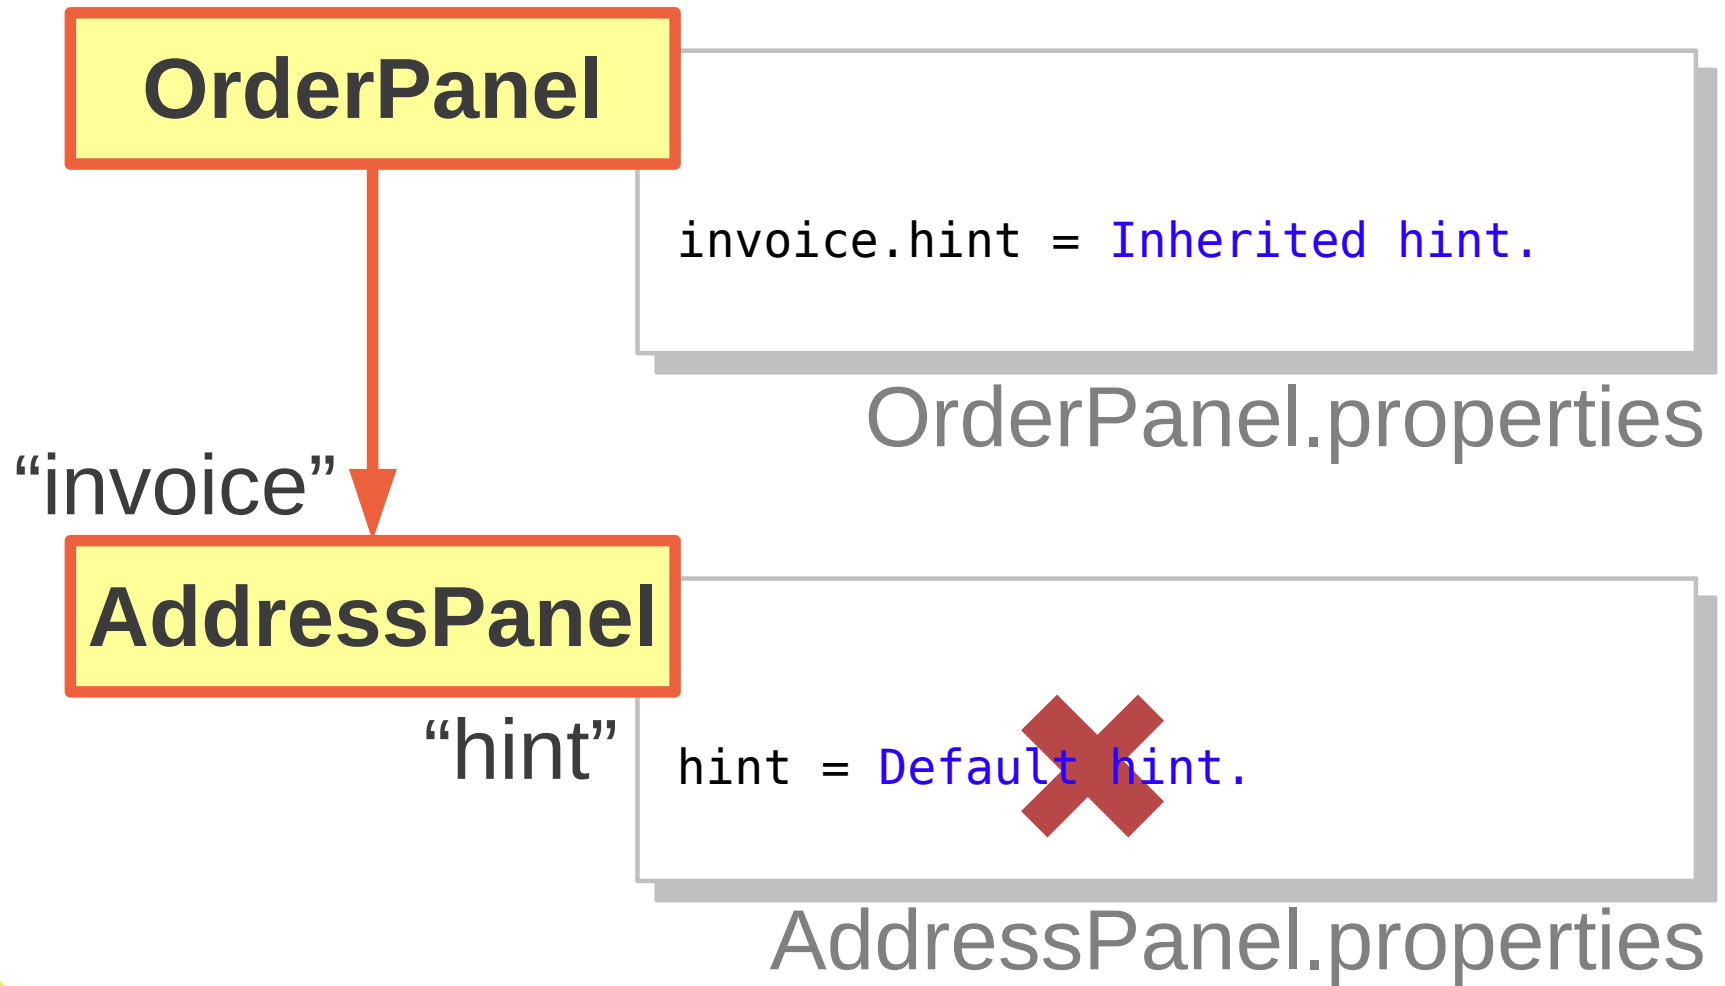 OrderPanel
invoice.hint = Inherited hint.
OrderPanel.properties
“invoice”
AddressPanel
“hint”
hint = Default hint.
AddressPanel.properties